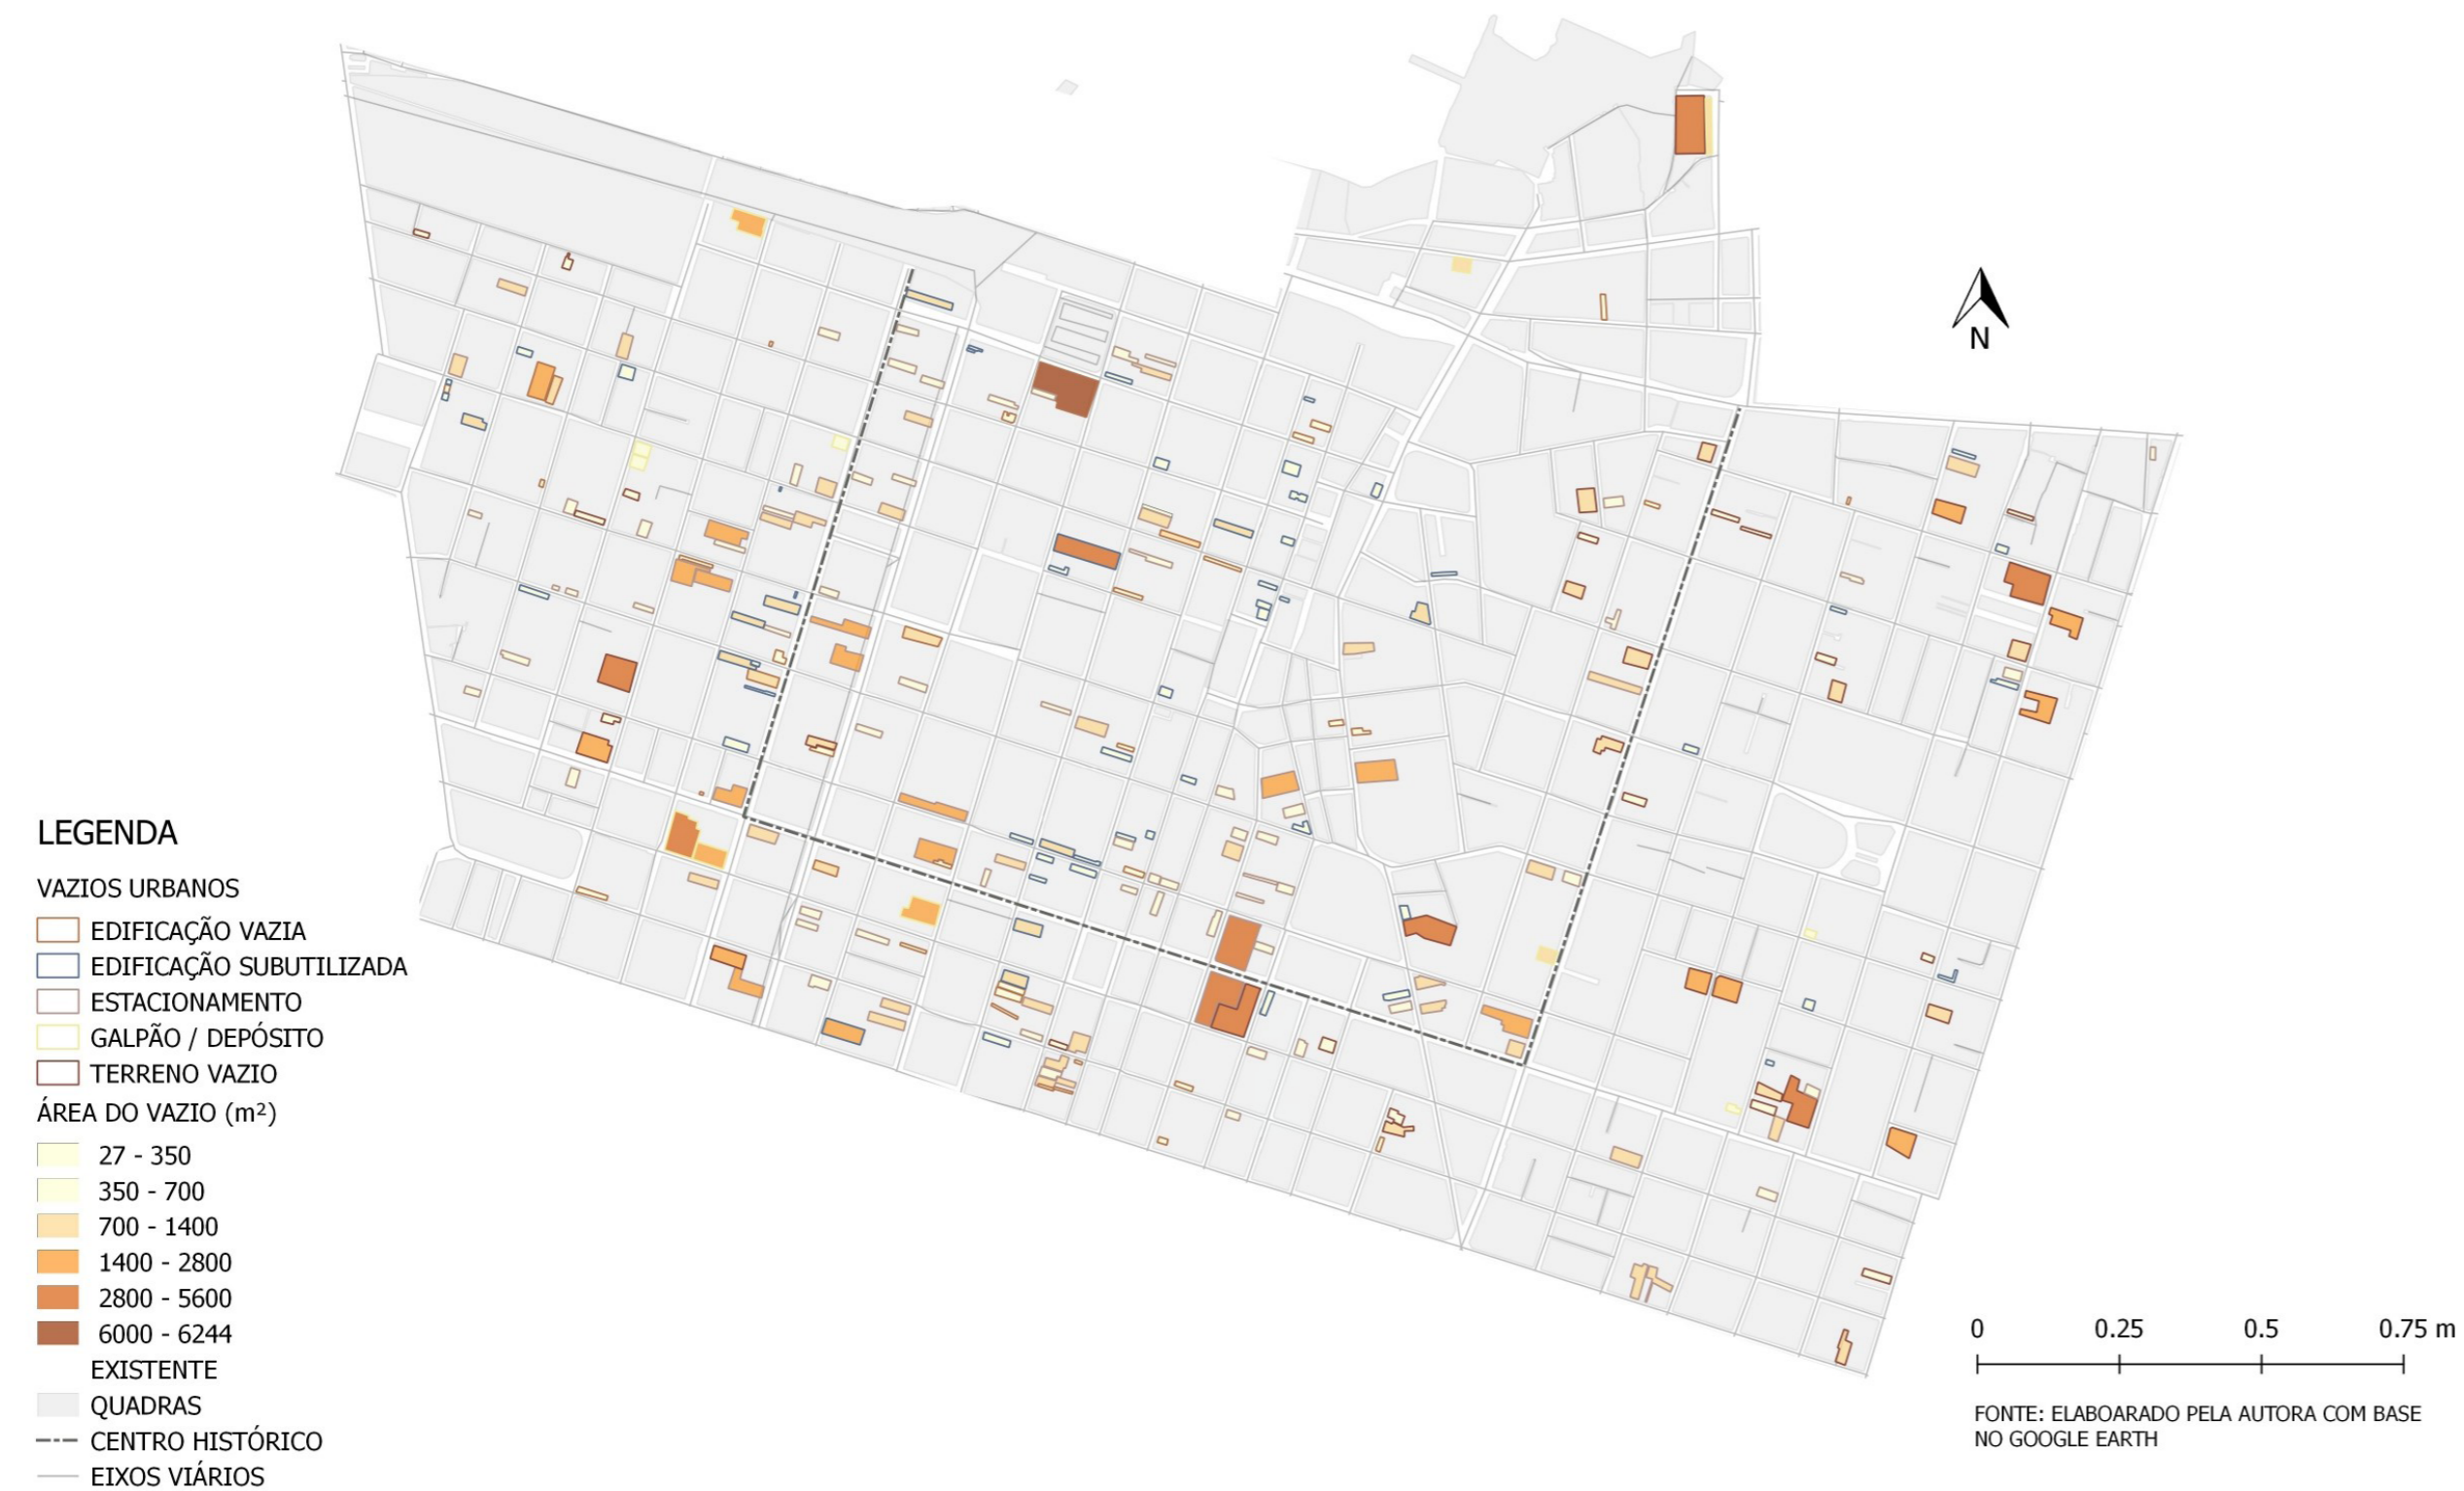 N
LEGENDA
VAZIOS URBANOS
EDIFICAÇÃO VAZIA
EDIFICAÇÃO SUBUTILIZADA
ESTACIONAMENTO
GALPÃO / DEPÓSITO
TERRENO VAZIO
ÁREA DO VAZIO (m²)
27 - 350
350 - 700
700 - 1400
1400 - 2800
2800 - 5600
6000 - 6244
EXISTENTE
QUADRAS
CENTRO HISTÓRICO
EIXOS VIÁRIOS
0 0.25 0.5 0.75 m
FONTE: ELABOARADO PELA AUTORA COM BASE
NO GOOGLE EARTH